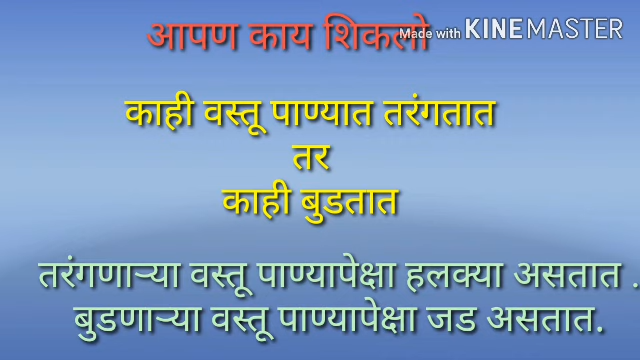 आपण काय शिकलो
Made with KINEMASTER
काही वस्तू पाण्यात तरंगतात
तर
काही बुडतात
तरंगणाऱ्या वस्तू पाण्यापेक्षा हलक्या असतात .
बुडणाऱ्या वस्तू पाण्यापेक्षा जड असतात.